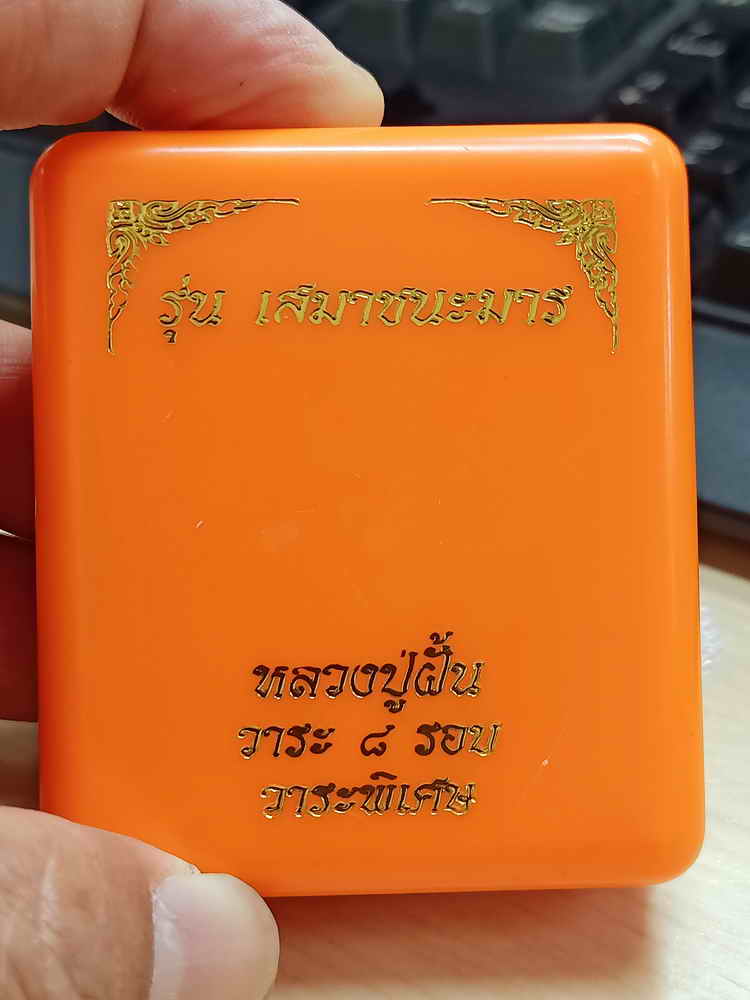 รุ่น เสมาชนะมาร
หลวงปู่ฝั้น
วาระ ๘ รอบ
วาระพิเศษ